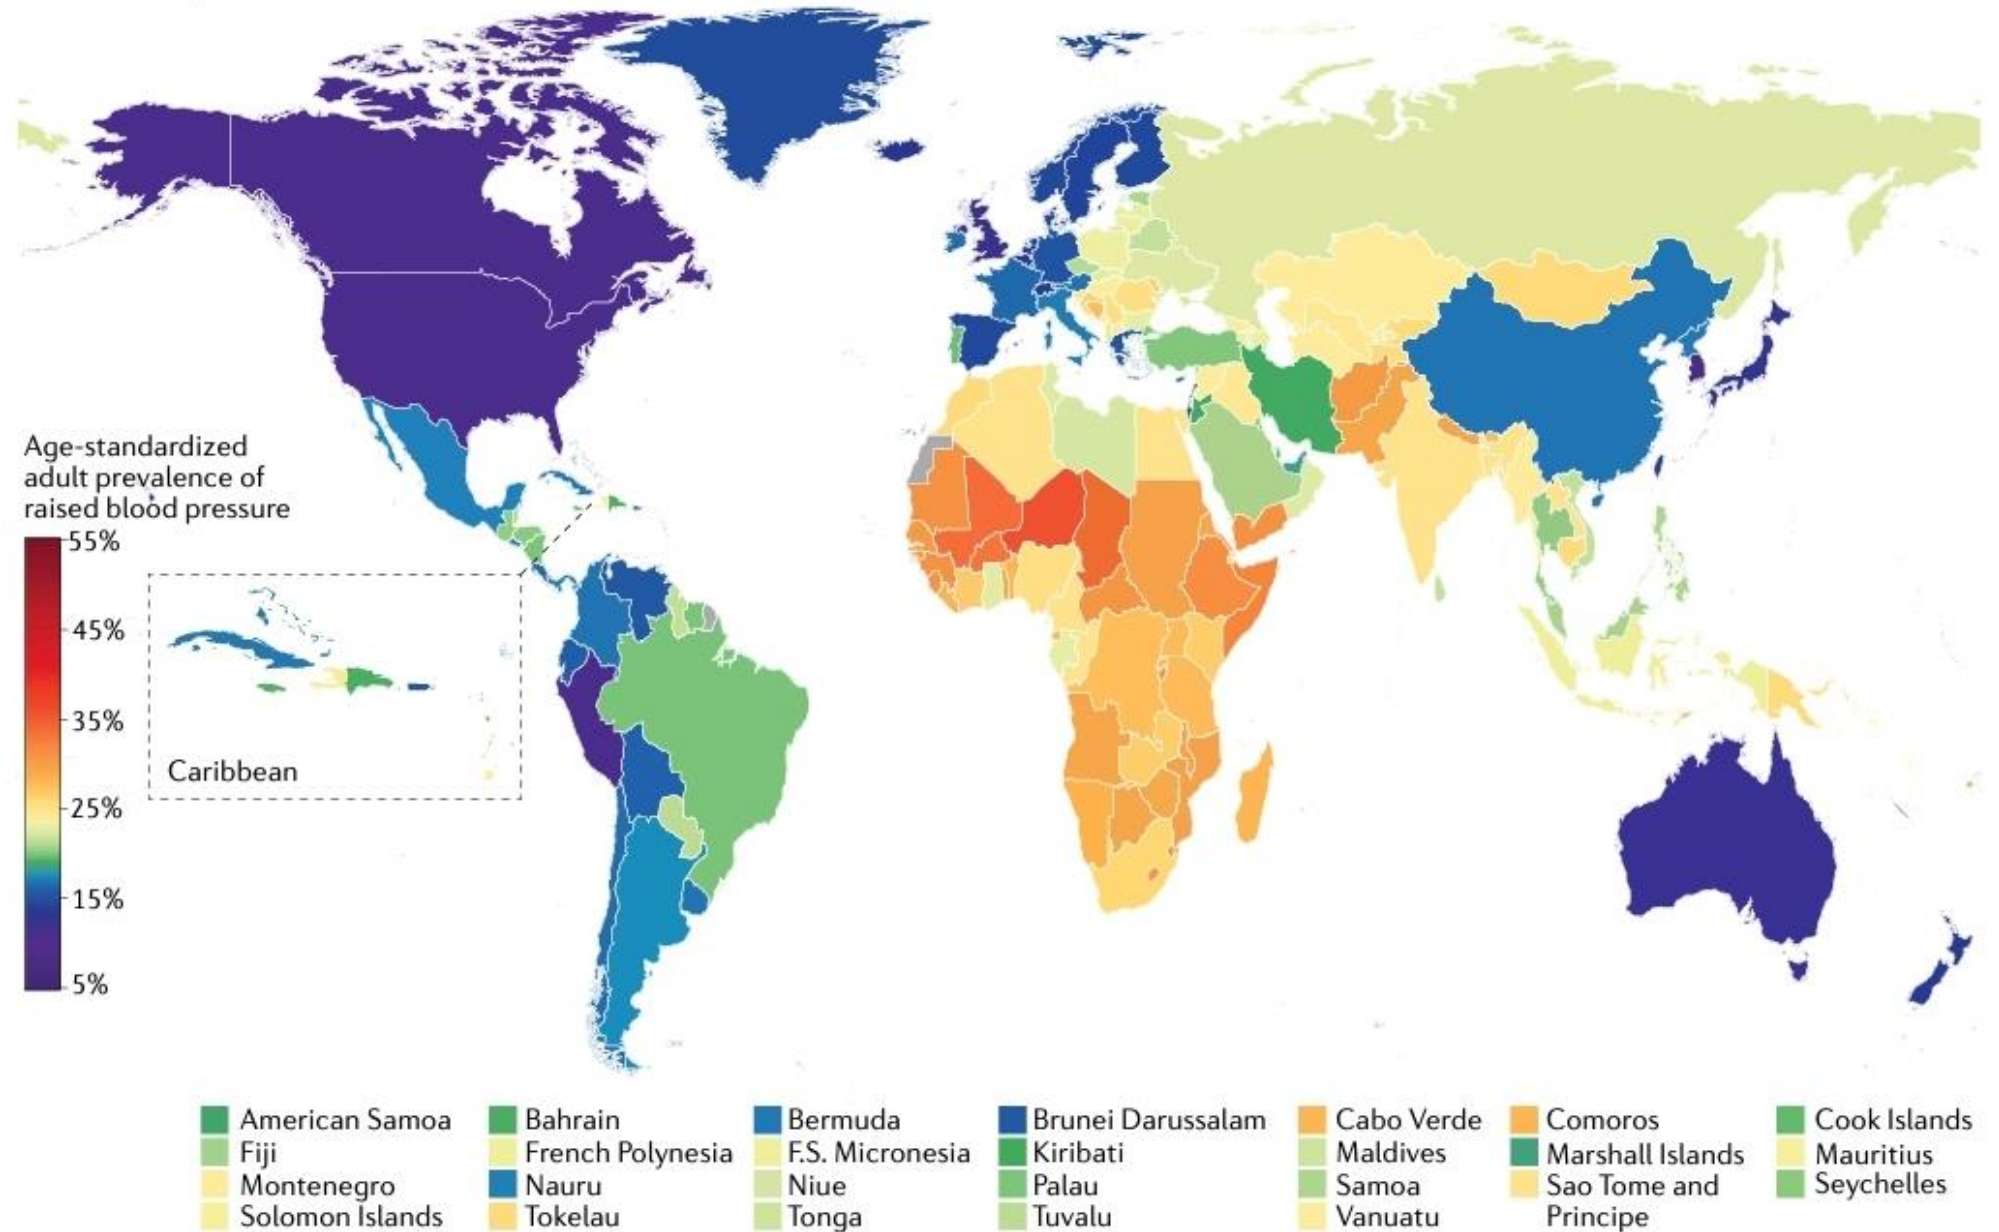 Age-standardized
adult prevalence of
raised blood pressure
55%
45%
35%
25%
15%
5%
Caribbean
American Samoa Bahrain Bermuda Brunei Darussalam Cabo Verde Comoros Cook Islands
Fiji French Polynesia F.S. Micronesia Kiribati Maldives Marshall Islands Mauritius
Montenegro Nauru Niue Palau Samoa Sao Tome and Seychelles
Solomon Islands Tokelau Tonga Tuvalu Vanuatu Principe